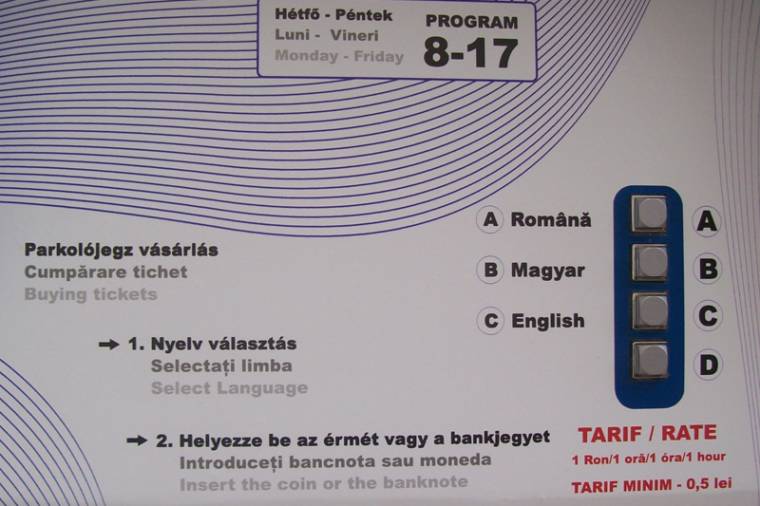 Hétfő - Péntek
Luni - Vineri
Monday - Friday
PROGRAM
8-17
A Română A
B Magyar B
C English C
D
Parkolójegz vásárlás
Cumpărare tichet
Buying tickets
1. Nyelv választás
Selectați limba
Select Language
2. Helyezze be az érmét vagy a bankjegyet
Introduceți bancnota sau moneda
Insert the coin or the banknote
TARIF / RATE
1 Ron/1 oră/1 óra/1 hour
TARIF MINIM - 0,5 lei